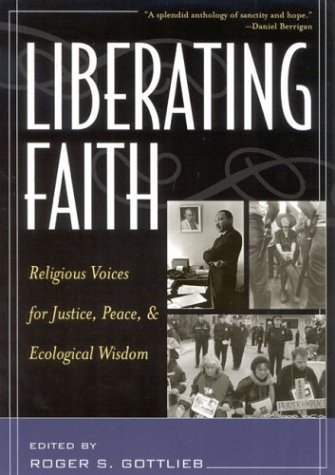 "A splendid anthology of sanctity and hope."
—Daniel Berrigan
LIBERATING
FAITH
Religious Voices
for Justice, Peace, &
Ecological Wisdom
EDITED BY
ROGER S. GOTTLIEB